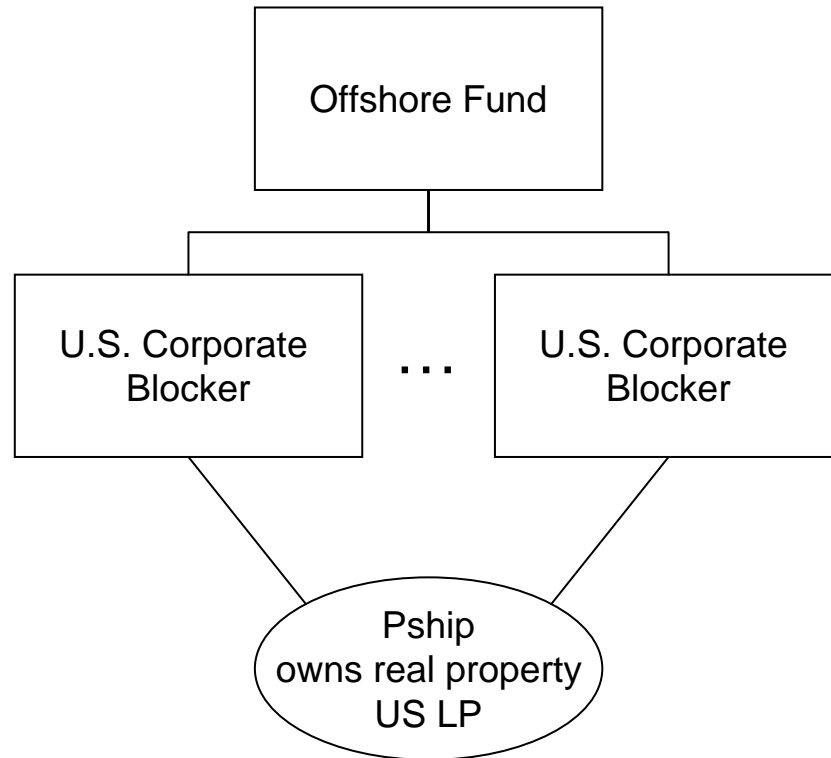 Offshore Fund
U.S. Corporate
Blocker
...
U.S. Corporate
Blocker
Pship
owns real property
US LP